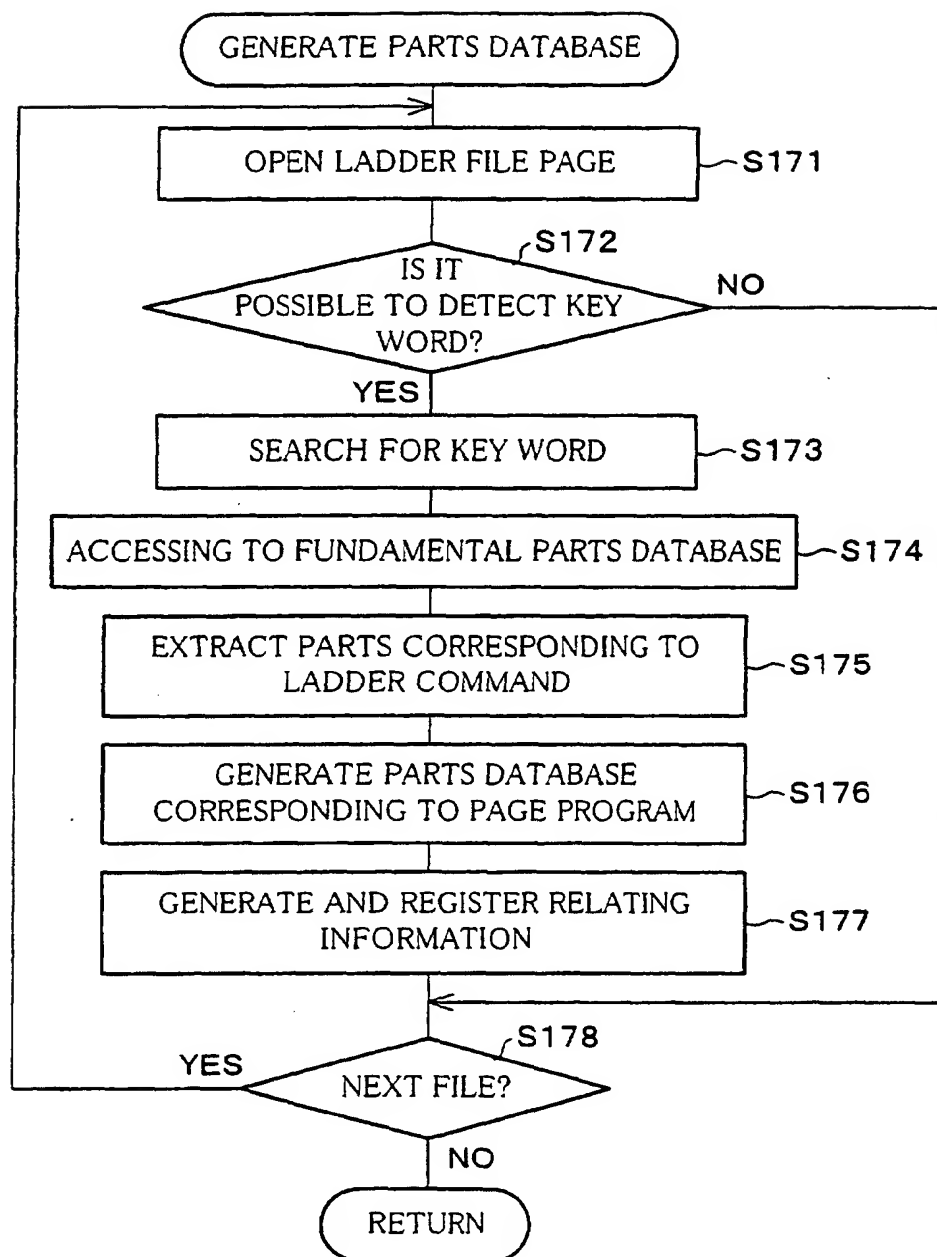 GENERATE PARTS DATABASE
OPEN LADDER FILE PAGE
S171
S172
IS IT
POSSIBLE TO DETECT KEY
WORD?
NO
YES
SEARCH FOR KEY WORD
S173
ACCESSING TO FUNDAMENTAL PARTS DATABASE
S174
EXTRACT PARTS CORRESPONDING TO
LADDER COMMAND
S175
GENERATE PARTS DATABASE
CORRESPONDING TO PAGE PROGRAM
S176
GENERATE AND REGISTER RELATING
INFORMATION
S177
S178
YES
NEXT FILE?
NO
RETURN